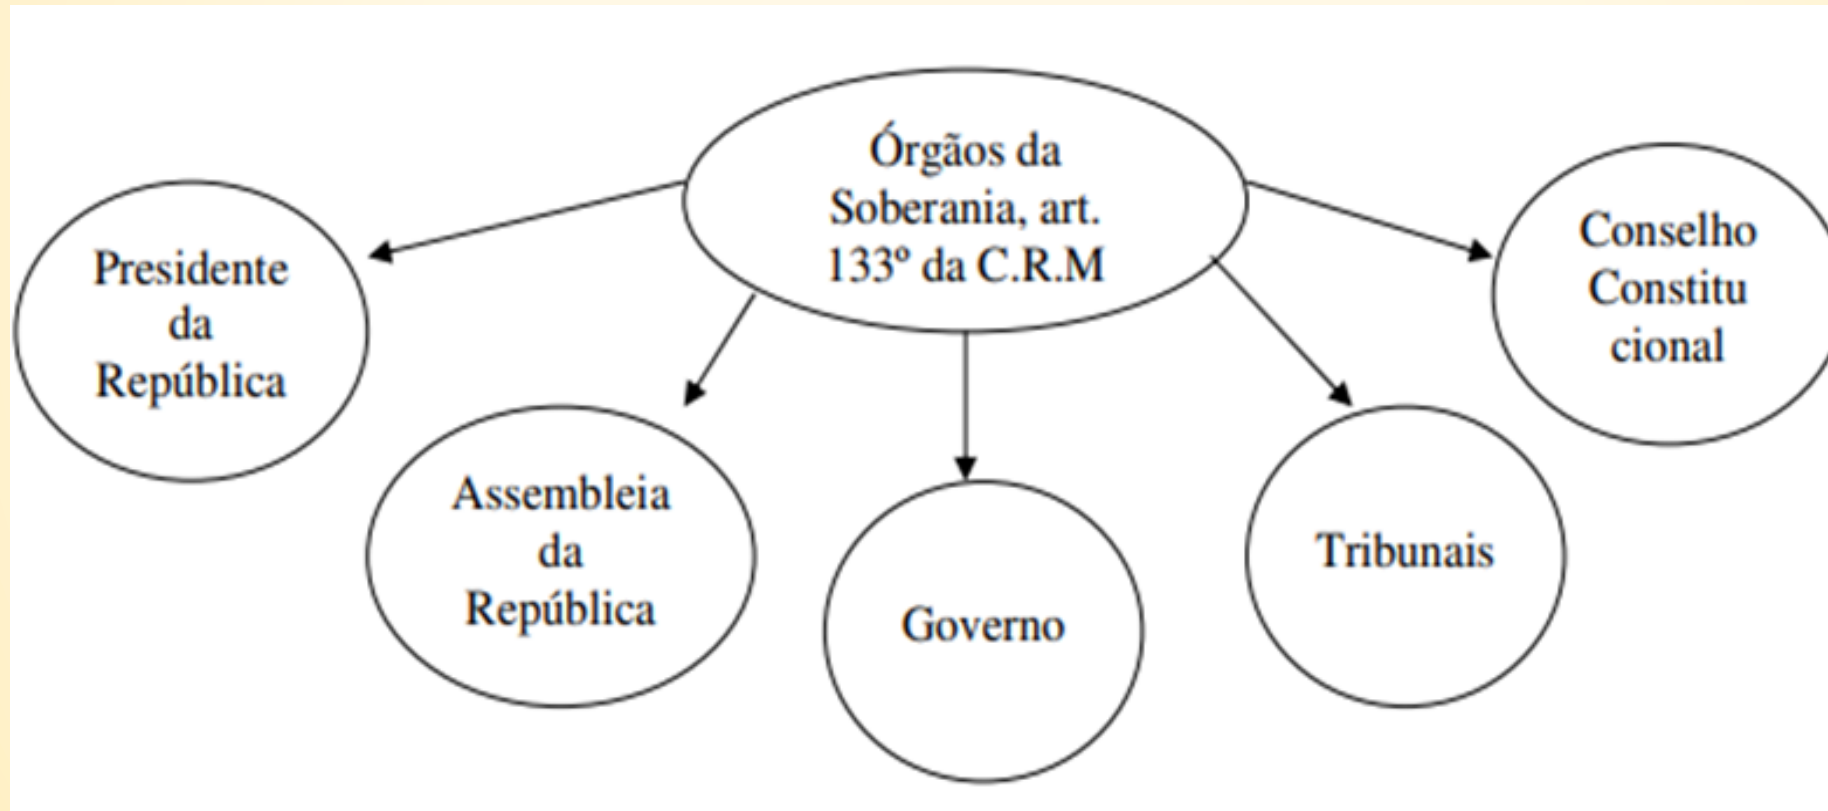 Órgãos da
Soberania, art.
133º da C.R.M
Presidente
da
República
Assembleia
da
República
Governo
Tribunais
Conselho
Constitu
cional